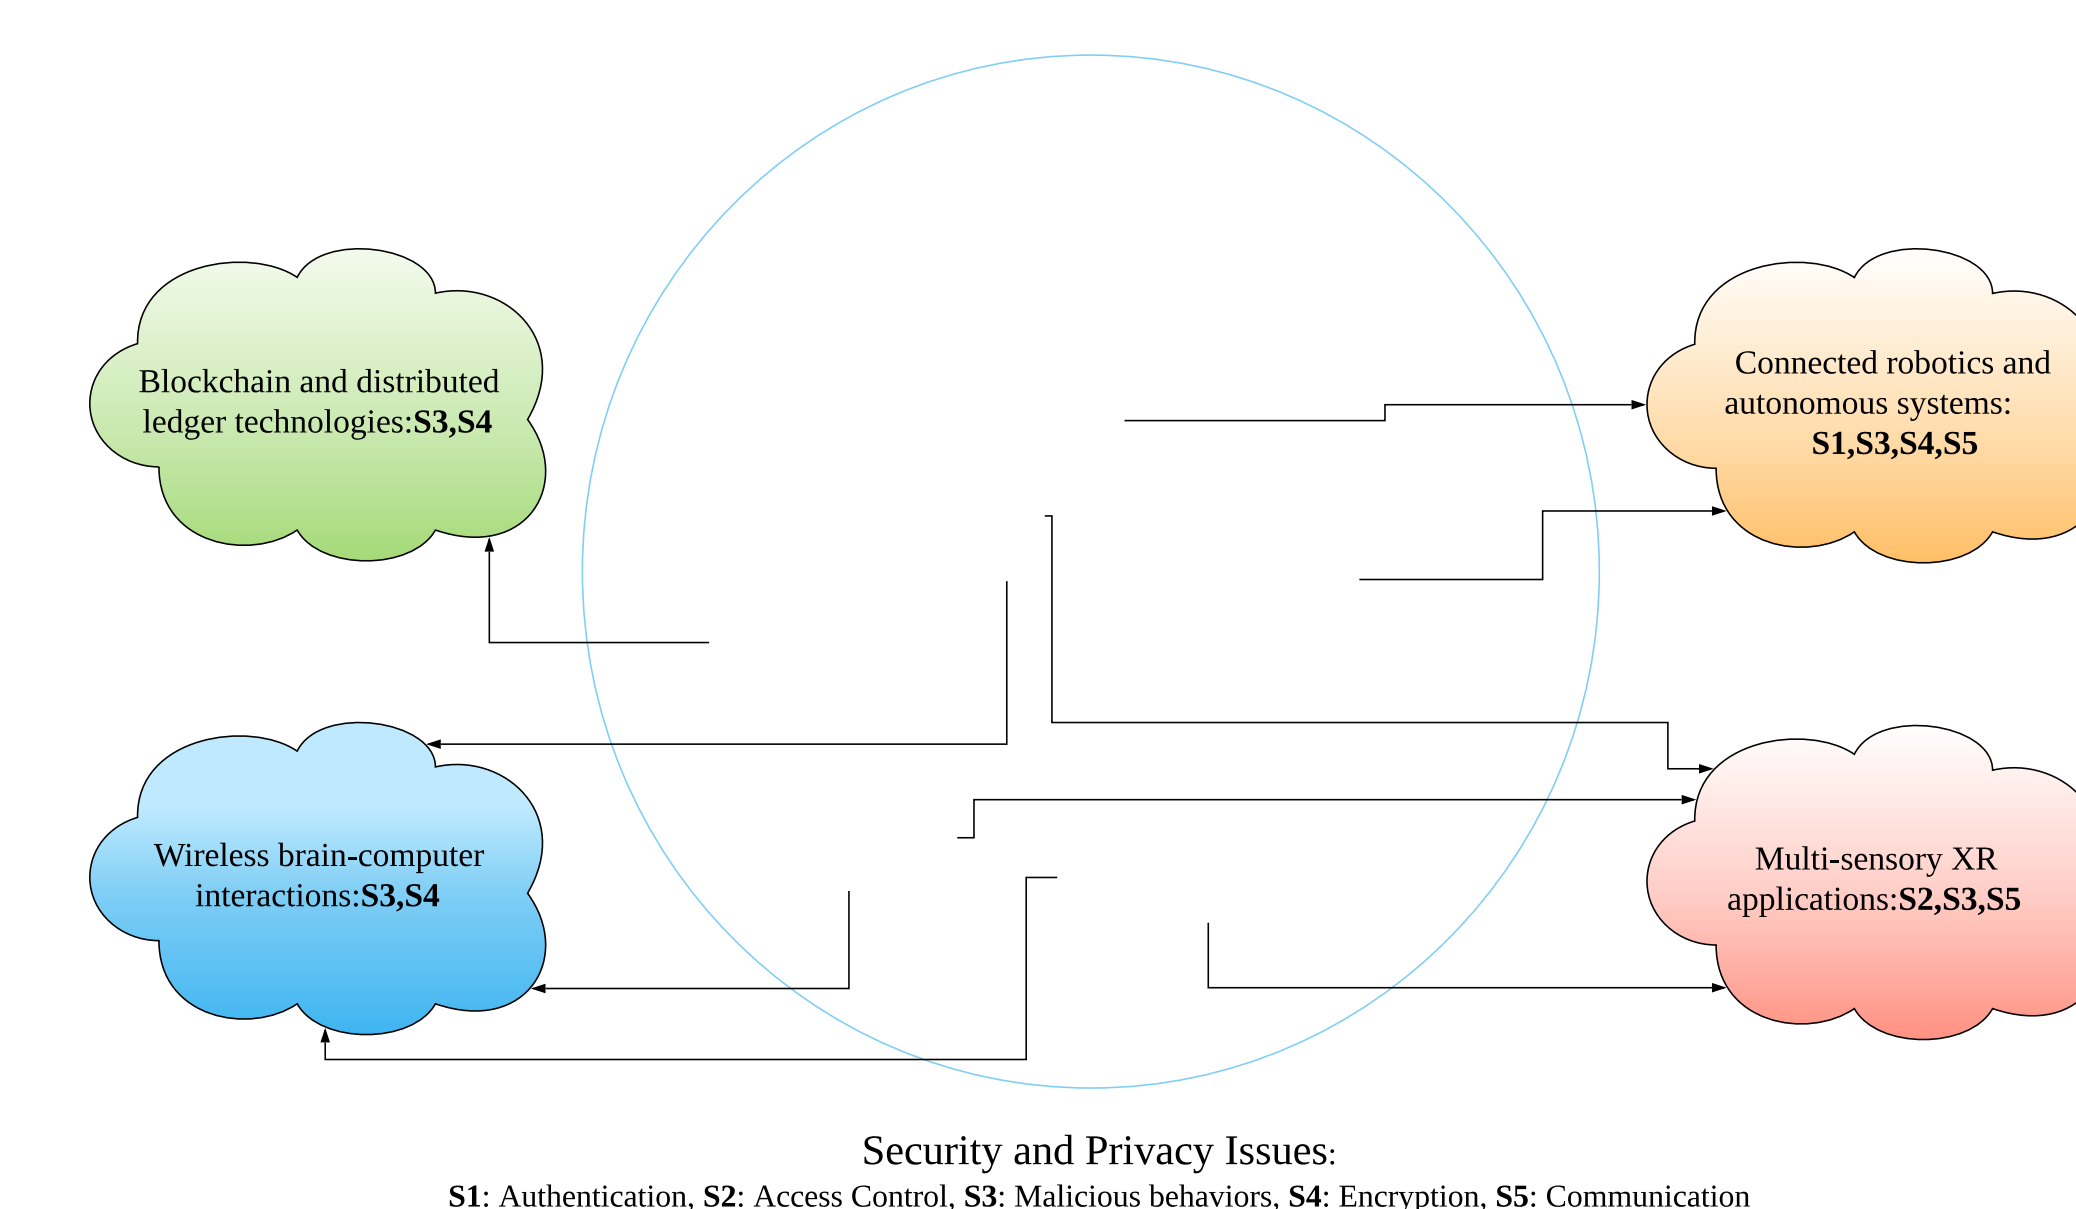 Blockchain and distributed
ledger technologies:S3,S4
Connected robotics and
autonomous systems:
S1,S3,S4,S5
Wireless brain-computer
interactions:S3,S4
Multi-sensory XR
applications:S2,S3,S5
Security and Privacy Issues:
S1: Authentication, S2: Access Control, S3: Malicious behaviors, S4: Encryption, S5: Communication